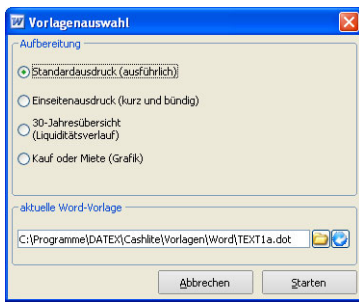 Vorlagenauswahl
Aufbereitung
Standardausdruck (ausführlich)
Einseitenausdruck (kurz und bündig)
30-Jahresübersicht
(Liquiditätsverlauf)
Kauf oder Miete (Grafik)
aktuelle Word-Vorlage
C:\Programme\DATEX\Cashlite\Vorlagen\Word\TEXT1a.dot
Abbrechen
Starten